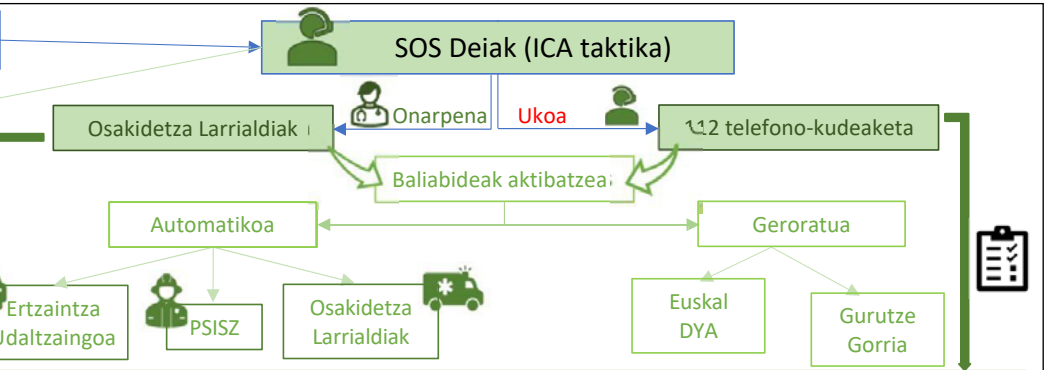 SOS Deiak (ICA taktika)
Onarpena
Ukoa
Osakidetza Larrialdiak
112 telefono-kudeaketa
Baliabideak aktibatzea
Automatikoa
Geroratua
Ertzaintza
Udaltzaingoa
PSISZ
Osakidetza
Larrialdiak
Euskal
DYA
Gurutze
Gorria